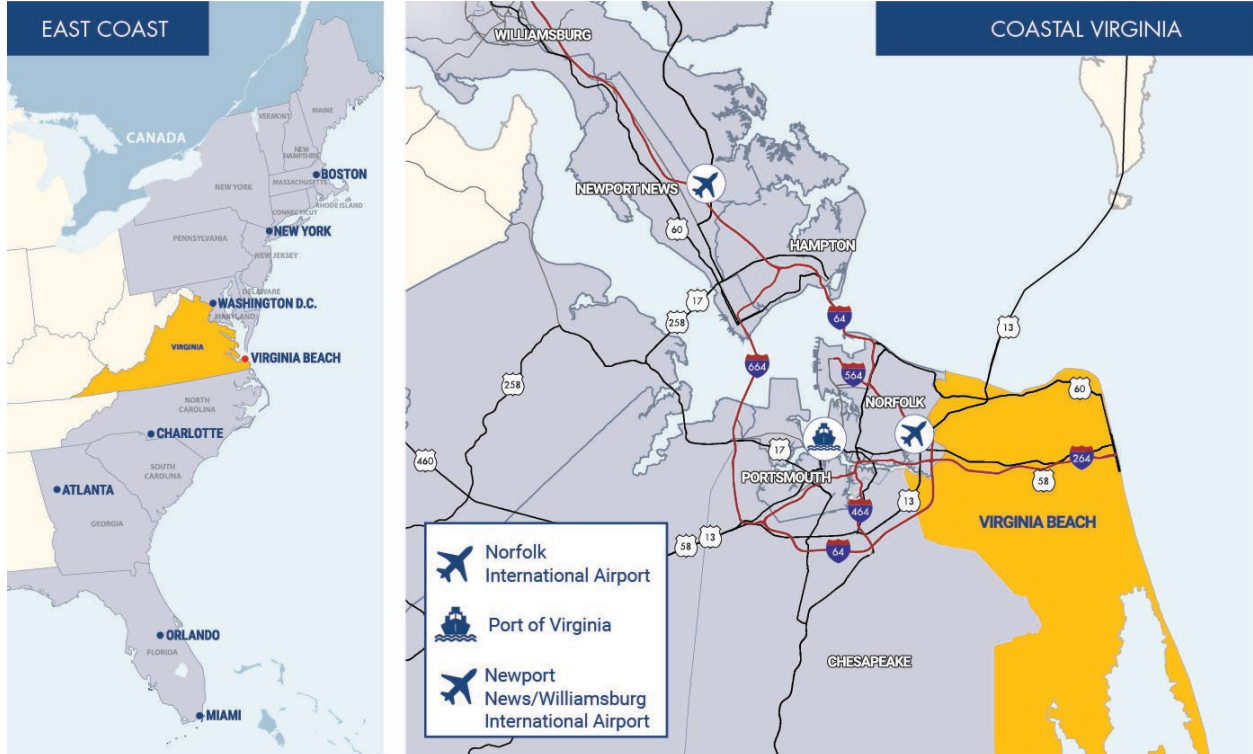 EAST COAST
CANADA
MAINE
VERMONT
NEW
HAMPSHIRE
NEW YORK
MASSACHUSETTS
BOSTON
RHODE ISLAND
CONNECTICUT
NEW YORK
PENNSYLVANIA
NEW JERSEY
DELAWARE
WASHINGTON D.C.
MARYLAND
VIRGINIA
VIRGINIA BEACH
NORTH
CAROLINA
CHARLOTTE
SOUTH
CAROLINA
ATLANTA
GEORGIA
ORLANDO
FLORIDA
MIAMI
COASTAL VIRGINIA
WILLIAMSBURG
NEWPORT NEWS
60
HAMPTON
17
258
64
13
664
564
258
NORFOLK
60
460
17
PORTSMOUTH
264
58
13
464
VIRGINIA BEACH
58
13
64
CHESAPEAKE
Norfolk
International Airport
Port of Virginia
Newport
News/Williamsburg
International Airport